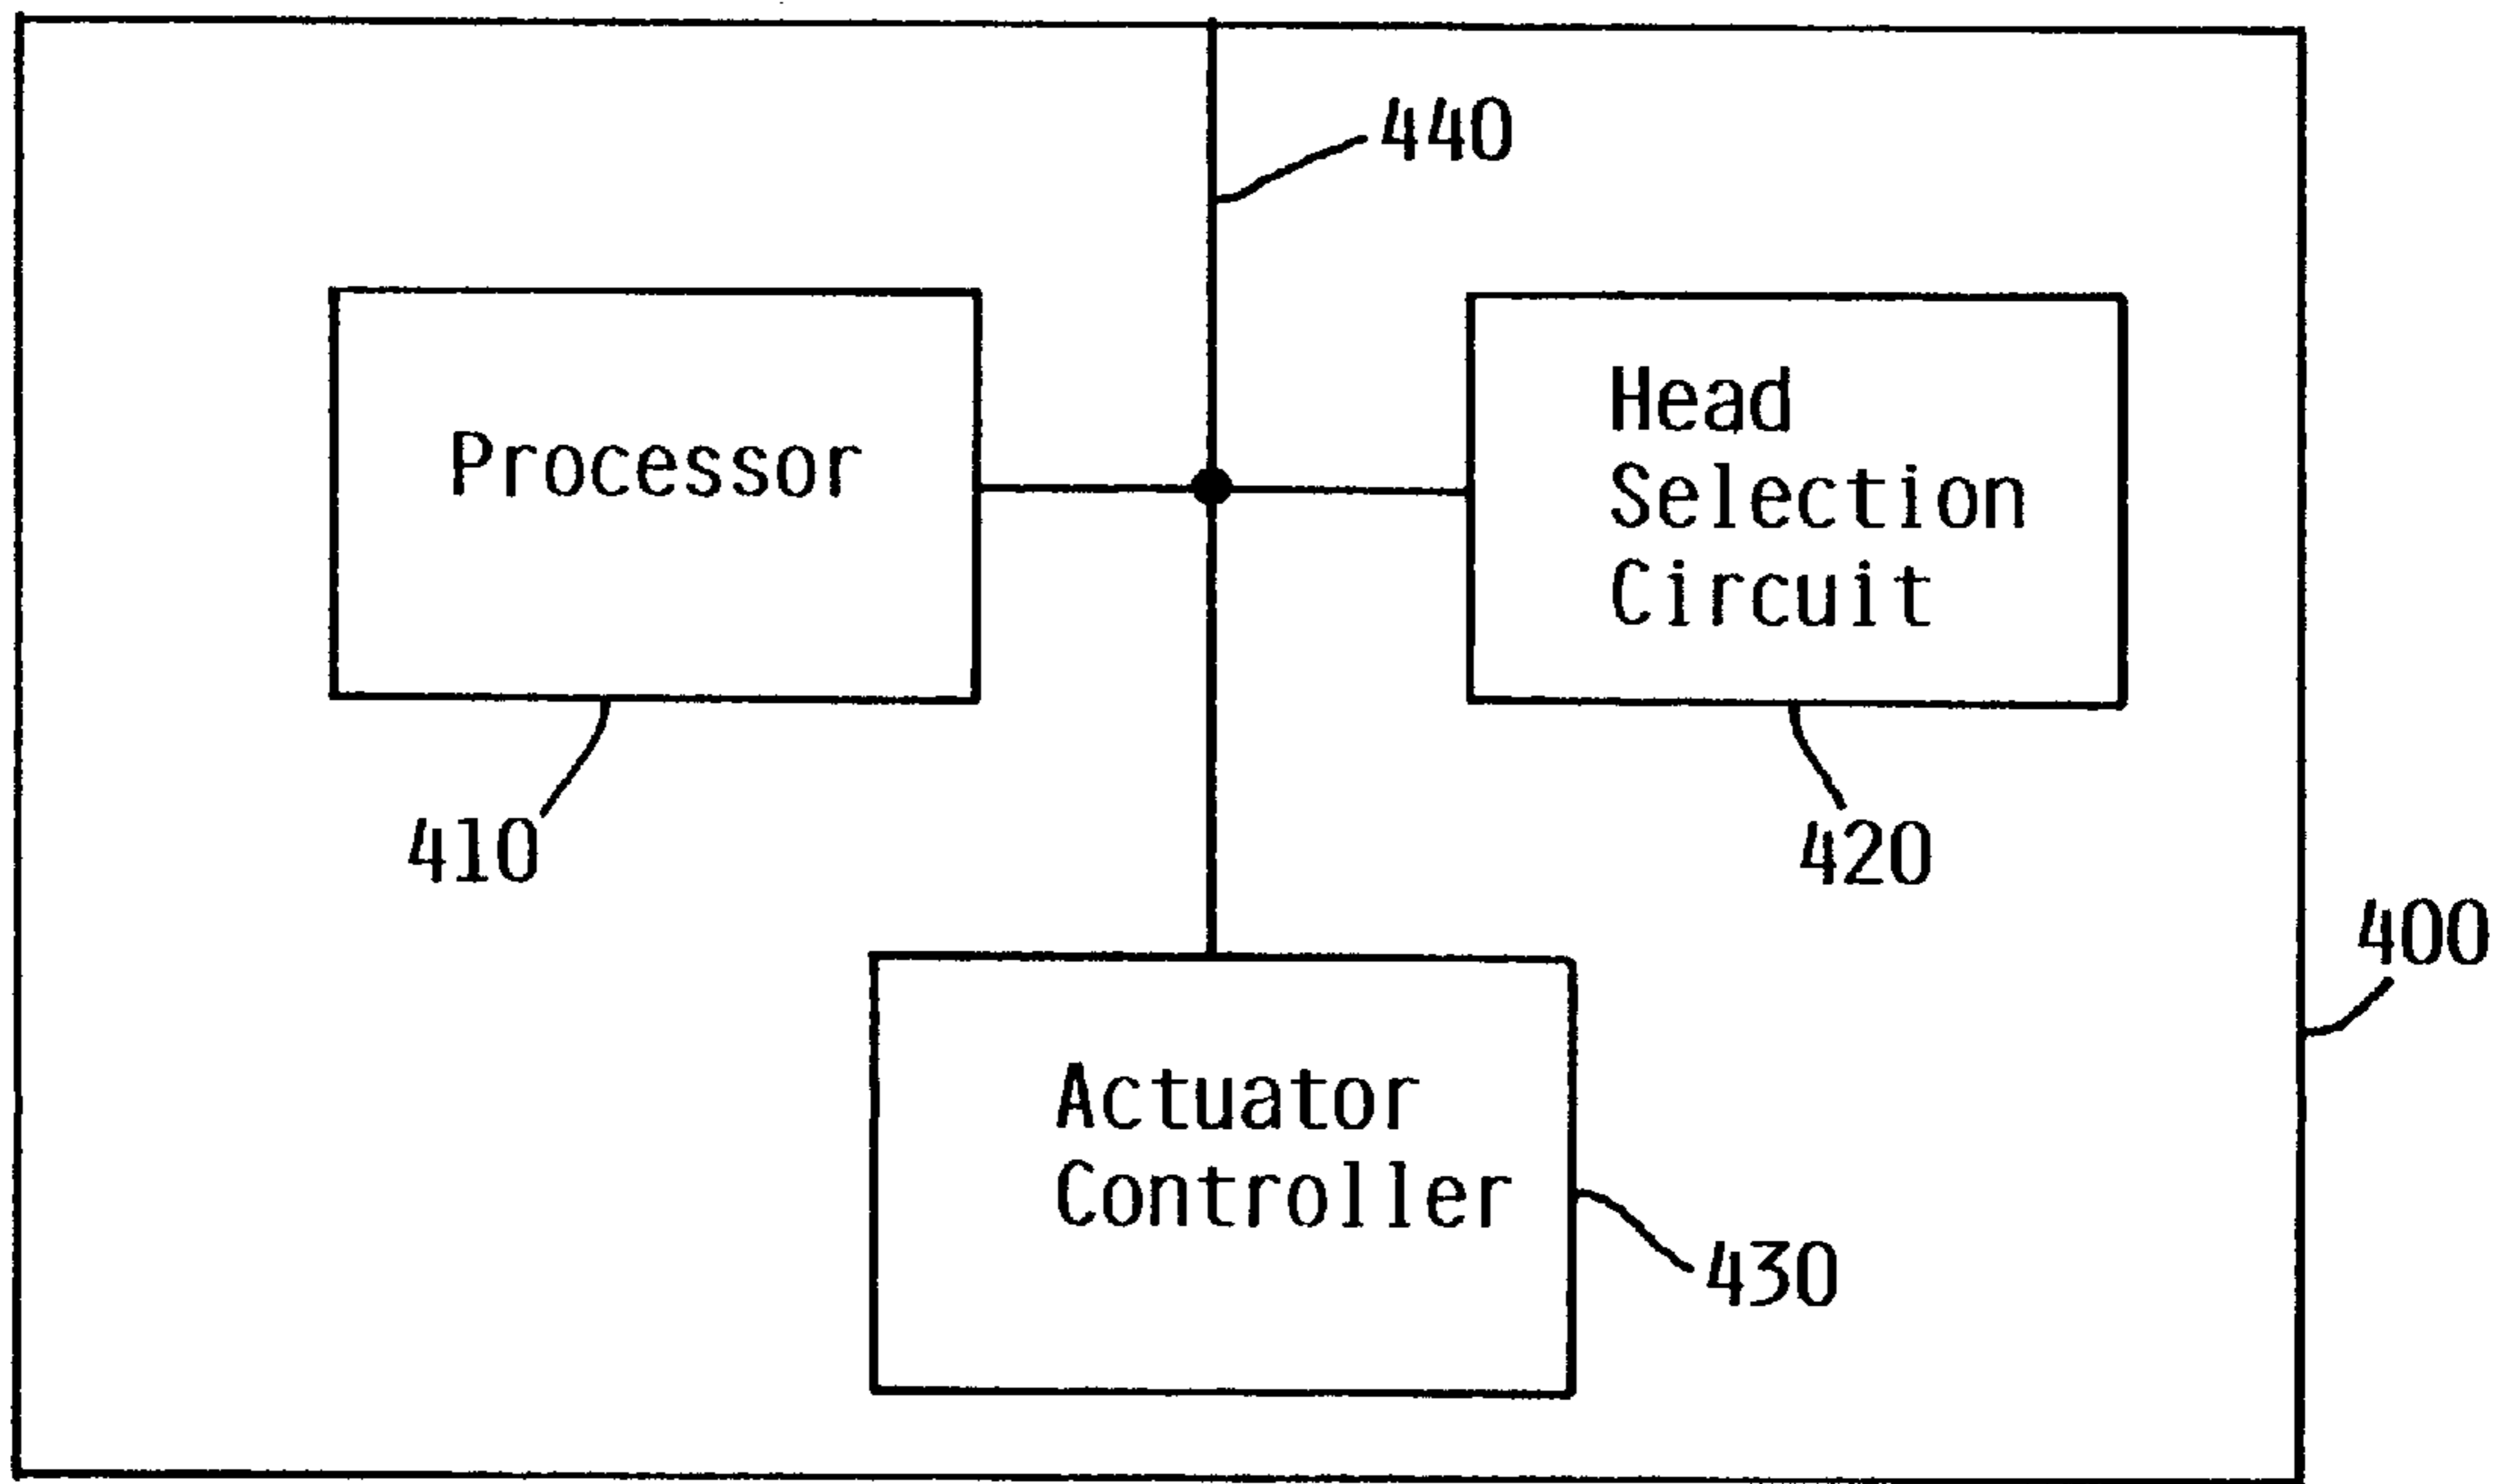 440
Processor
Head
Selection
Circuit
410
420
400
Actuator
Controller
430